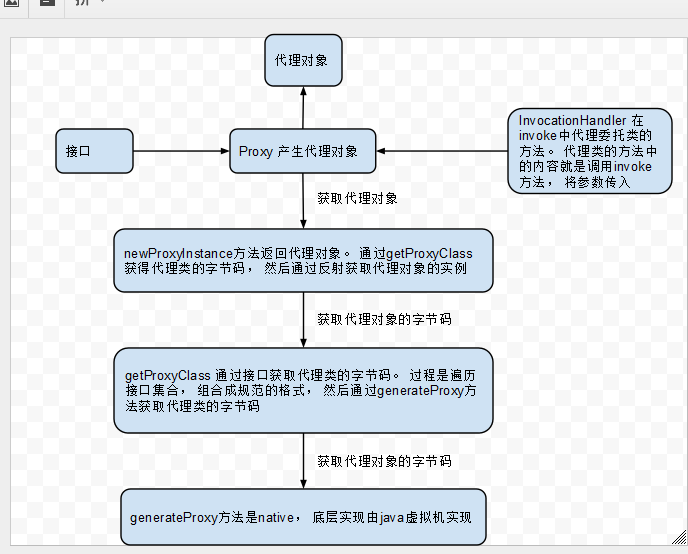 代理对象
接口
Proxy 产生代理对象
InvocationHandler 在
invoke中代理委托类的
方法。 代理类的方法中
的内容就是调用invoke
方法， 将参数传入
获取代理对象
newProxyInstance方法返回代理对象。 通过getProxyClass
获得代理类的字节码， 然后通过反射获取代理对象的实例
获取代理对象的字节码
getProxyClass 通过接口获取代理类的字节码。 过程是遍历
接口集合， 组合成规范的格式， 然后通过generateProxy方
法获取代理类的字节码
获取代理对象的字节码
generateProxy方法是native， 底层实现由java虚拟机实现